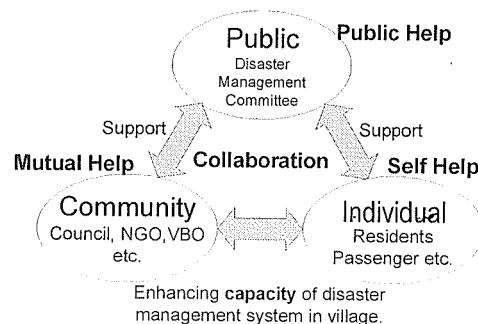 Public
Public Help
Disaster
Management
Committee
Support
Support
Mutual Help
Collaboration
Self Help
Community
Council, NGO,VBO
etc.
Individual
Residents
Passenger etc.
Enhancing capacity of disaster
management system in village.